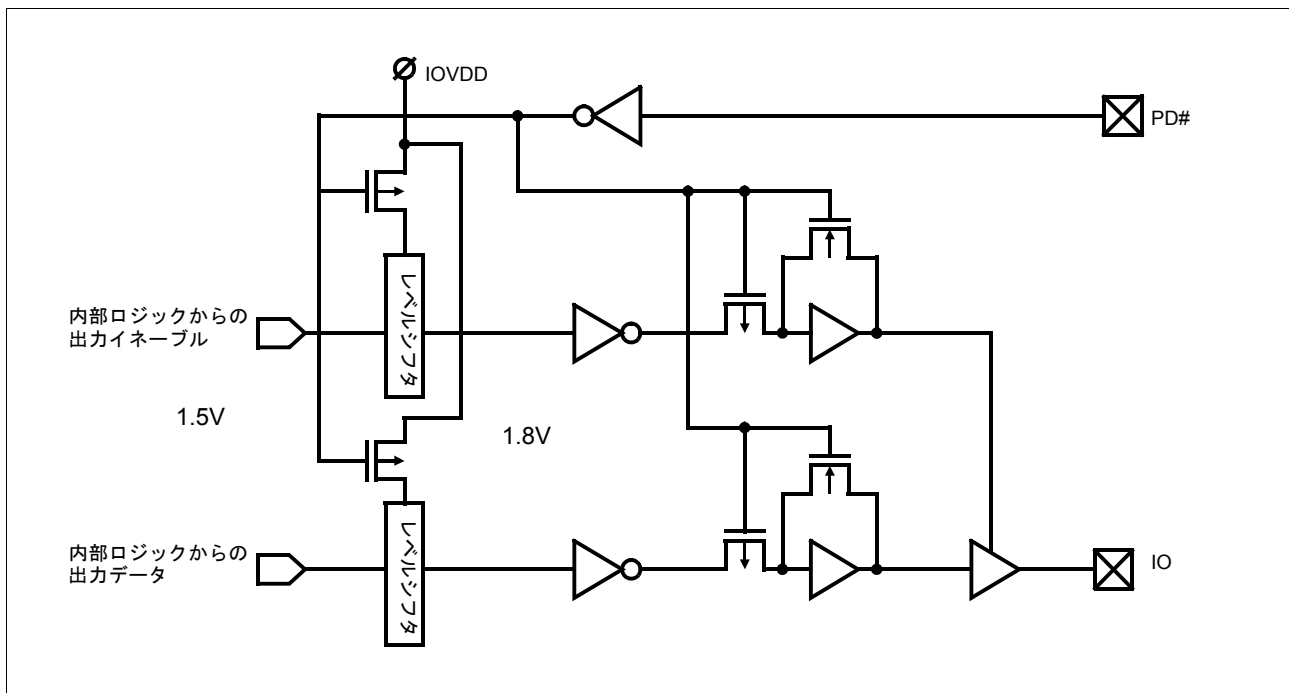 IOVDD
PD#
レベルシフタ
内部ロジックからの
出力イネーブル
1.5V
1.8V
レベルシフタ
内部ロジックからの
出力データ
IO